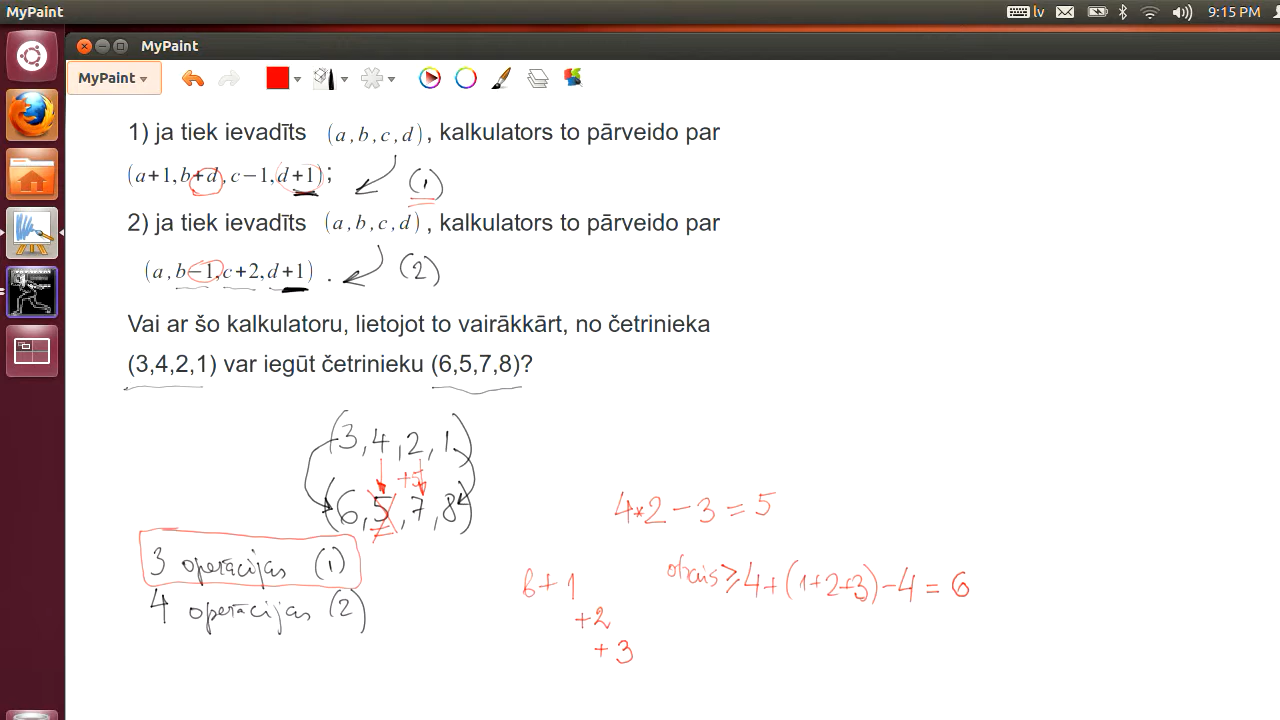 MyPaint
lv
9:15 PM
MyPaint
MyPaint
1) ja tiek ievadīts (a,b,c,d), kalkulators to pārveido par
(a+1,b+d,c−1,d+1);
(1)
2) ja tiek ievadīts (a,b,c,d), kalkulators to pārveido par
(a,b−1,c+2,d+1).
(2)
Vai ar šo kalkulatoru, lietojot to vairākkārt, no četrinieka
(3,4,2,1) var iegūt četrinieku (6,5,7,8)?
(3,4,2,1)
+5
(6,5,7,8)
4*2−3=5
3 operācijas (1)
4 operācijas (2)
otrais ≥ 4+(1+2+3)−4=6
b+1
+2
+3